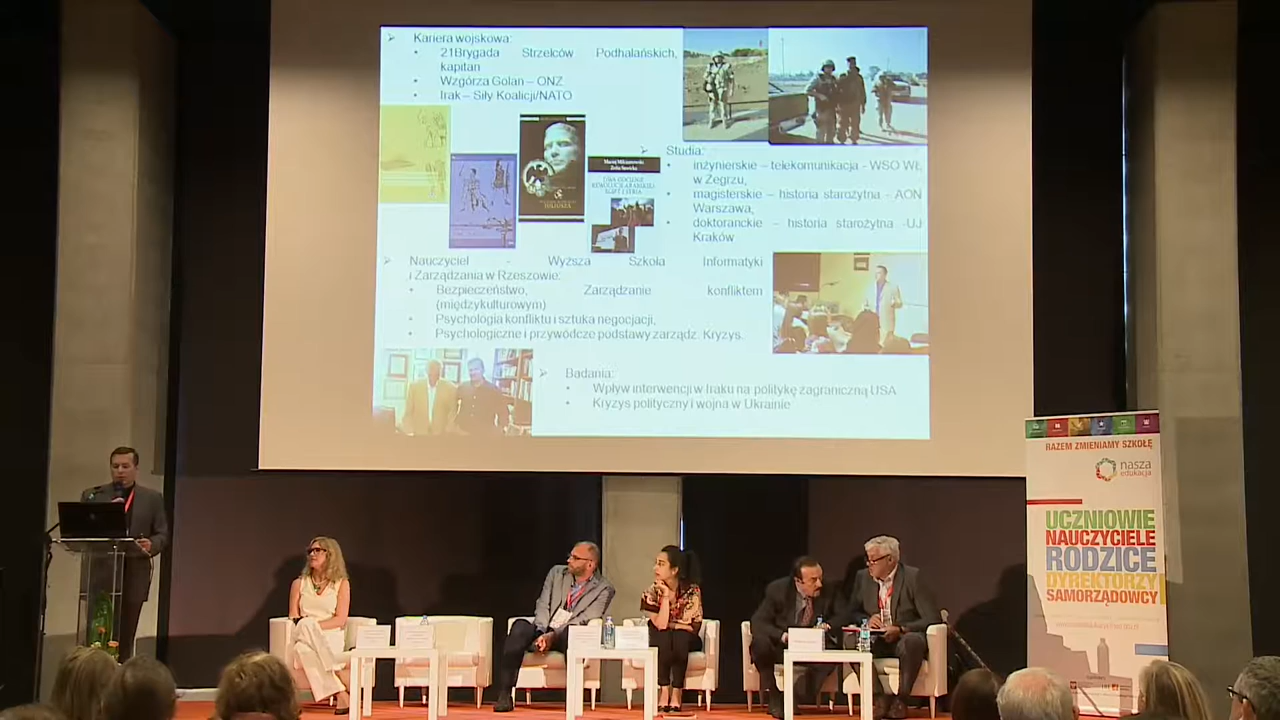 Kariera wojskowa:
21Brygada Strzelców Podhalańskich,
kapitan
Wzgórza Golan – ONZ
Irak – Siły Koalicji/NATO
Studia:
inżynierskie – telekomunikacja - WSO WŁ
w Zegrzu,
magisterskie – historia starożytna – AON
Warszawa,
doktoranckie – historia starożytna -UJ
Kraków
Nauczyciel - Wyższa Szkoła Informatyki
i Zarządzania w Rzeszowie:
Bezpieczeństwo, Zarządzanie konfliktem
(międzykulturowym)
Psychologia konfliktu i sztuka negocjacji,
Psychologiczne i przywódcze podstawy zarządz. Kryzys.
Badania:
Wpływ interwencji w Iraku na politykę zagraniczną USA
Kryzys polityczny i wojna w Ukrainie
RAZEM ZMIENIAMY SZKOŁĘ
nasza
edukacja
UCZNIOWIE
NAUCZYCIELE
RODZICE
DYREKTORZY
SAMORZĄDOWCY